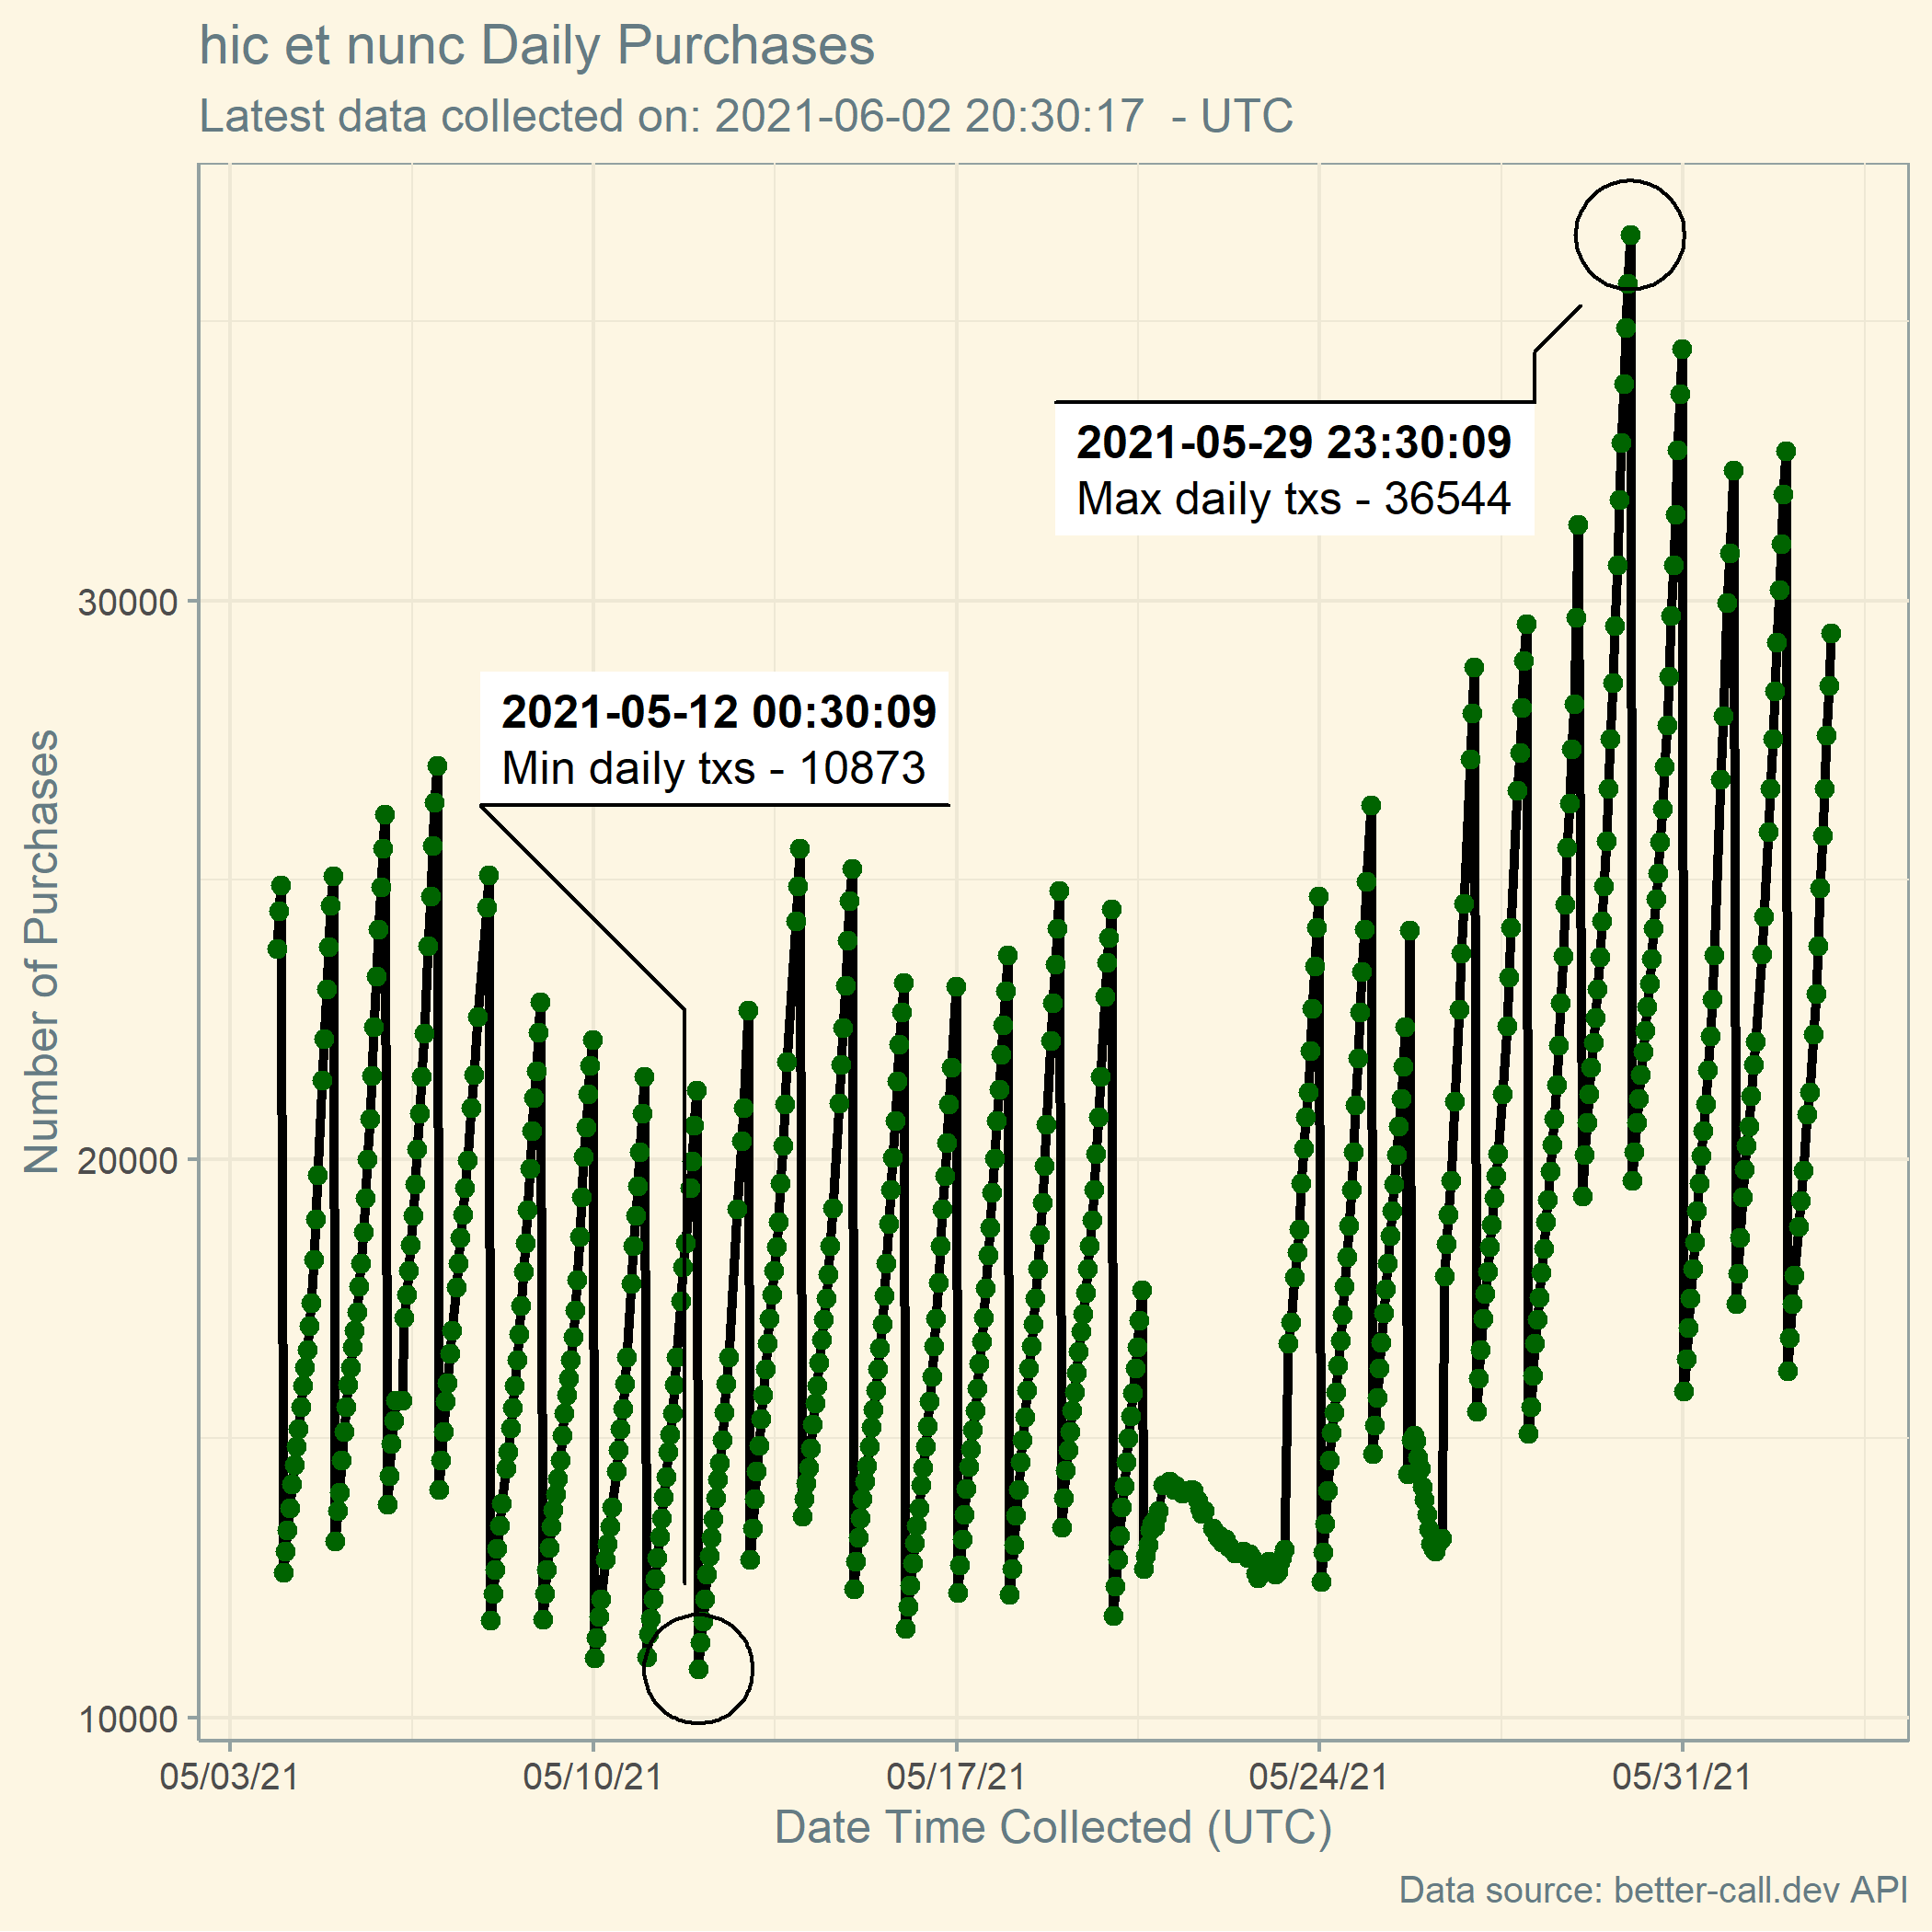 hic et nunc Daily Purchases
Latest data collected on: 2021-06-02 20:30:17  - UTC
2021-05-29 23:30:09
Max daily txs - 36544
2021-05-12 00:30:09
Min daily txs - 10873
Number of Purchases
30000
20000
10000
05/03/21
05/10/21
05/17/21
05/24/21
05/31/21
Date Time Collected (UTC)
Data source: better-call.dev API